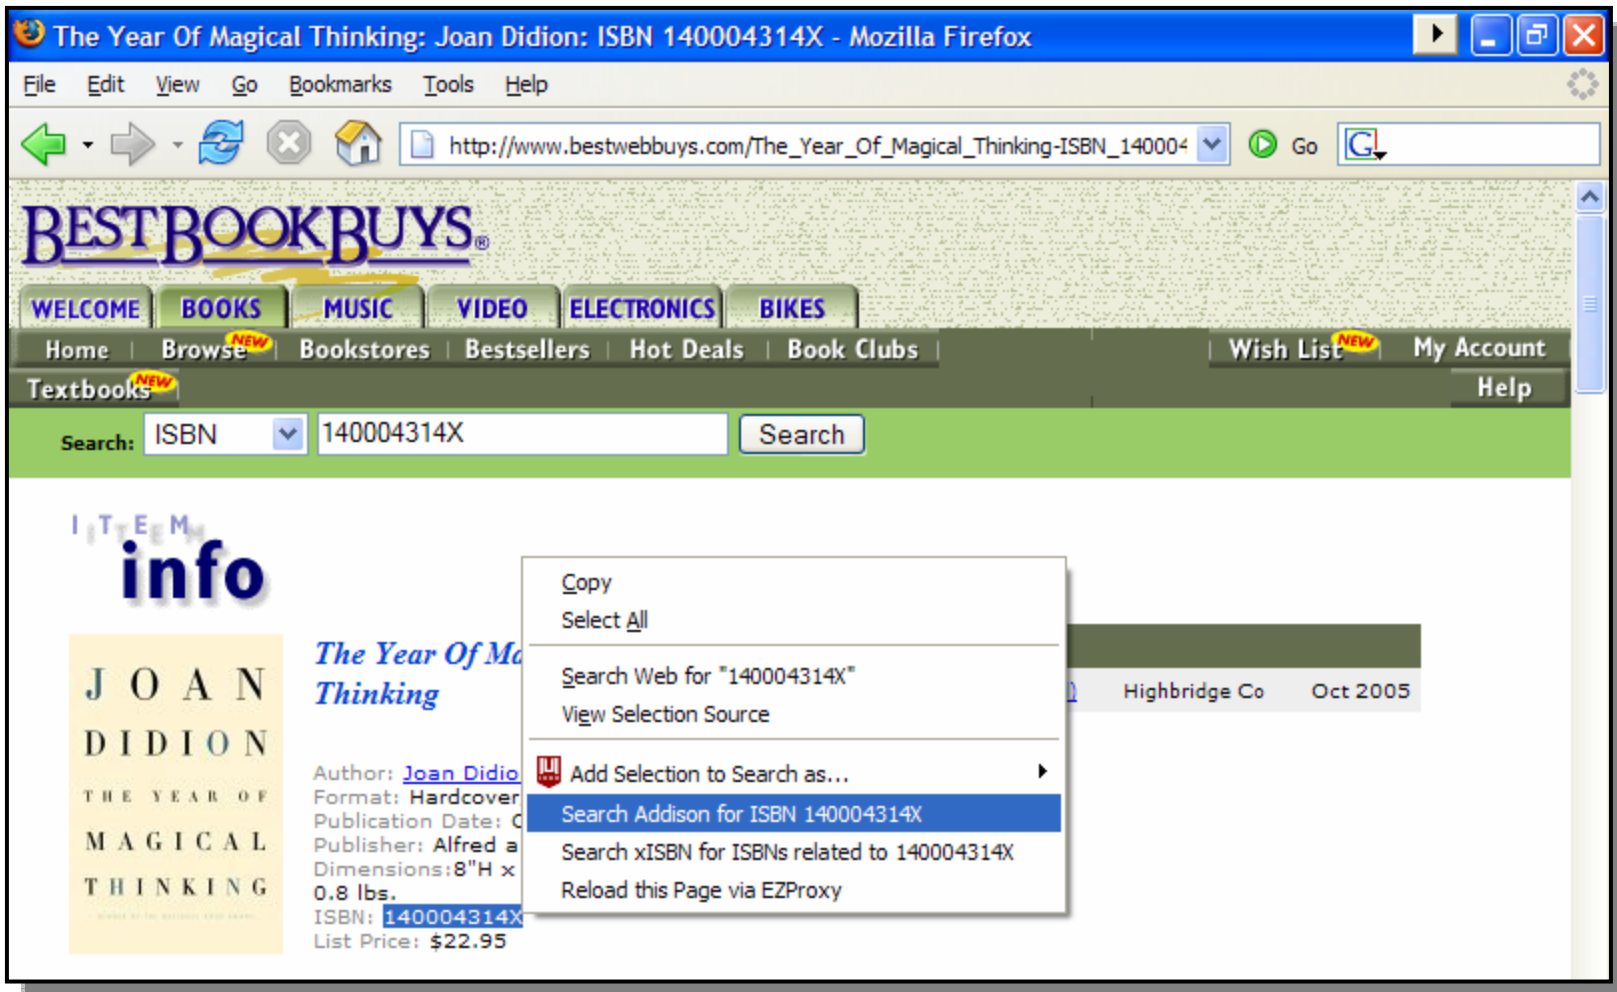 The Year Of Magical Thinking: Joan Didion: ISBN 140004314X - Mozilla Firefox
File Edit View Go Bookmarks Tools Help
http://www.bestwebbuys.com/The_Year_Of_Magical_Thinking-ISBN_140004 Go G
BESTBOOKBUYS®
WELCOME BOOKS MUSIC VIDEO ELECTRONICS BIKES
Home Browse NEW Bookstores Bestsellers Hot Deals Book Clubs Wish List NEW My Account
Textbooks NEW Help
Search: ISBN 140004314X Search
ITEM
info
JOAN
DIDION
THE YEAR OF
MAGICAL
THINKING
The Year Of Ma
Thinking
Author: Joan Didio
Format: Hardcover
Publication Date:
Publisher: Alfred a
Dimensions:8"H x
0.8 lbs.
ISBN: 140004314X
List Price: $22.95
Copy
Select All
Search Web for "140004314X"
View Selection Source
Add Selection to Search as...
Search Addison for ISBN 140004314X
Search xISBN for ISBNs related to 140004314X
Reload this Page via EZProxy
Highbridge Co Oct 2005